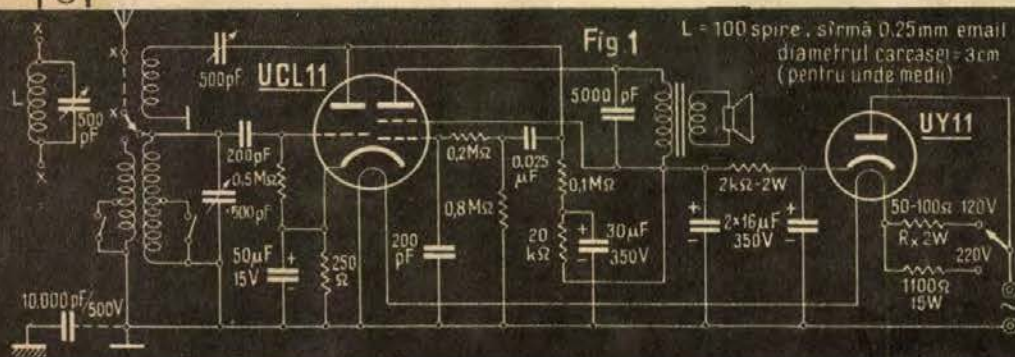 x
x
L
500
pF
x
x
500pF
UCL11
Fig 1
L = 100 spire, sîrmă 0.25mm email
diametrul carcasei = 3cm
(pentru unde medii)
5000 pF
UY11
200pF
0,5MΩ
500pF
0,2MΩ
0,025
µF
0,1MΩ
0,8MΩ
2kΩ-2W
50-100Ω 120V
Rx 2W
220V
1100Ω
15W
50µF
15V
250
Ω
200
pF
20
kΩ
30µF
350V
2×16µF
350V
10.000pF/500V
+
+
+
-
+
-
+
-
~